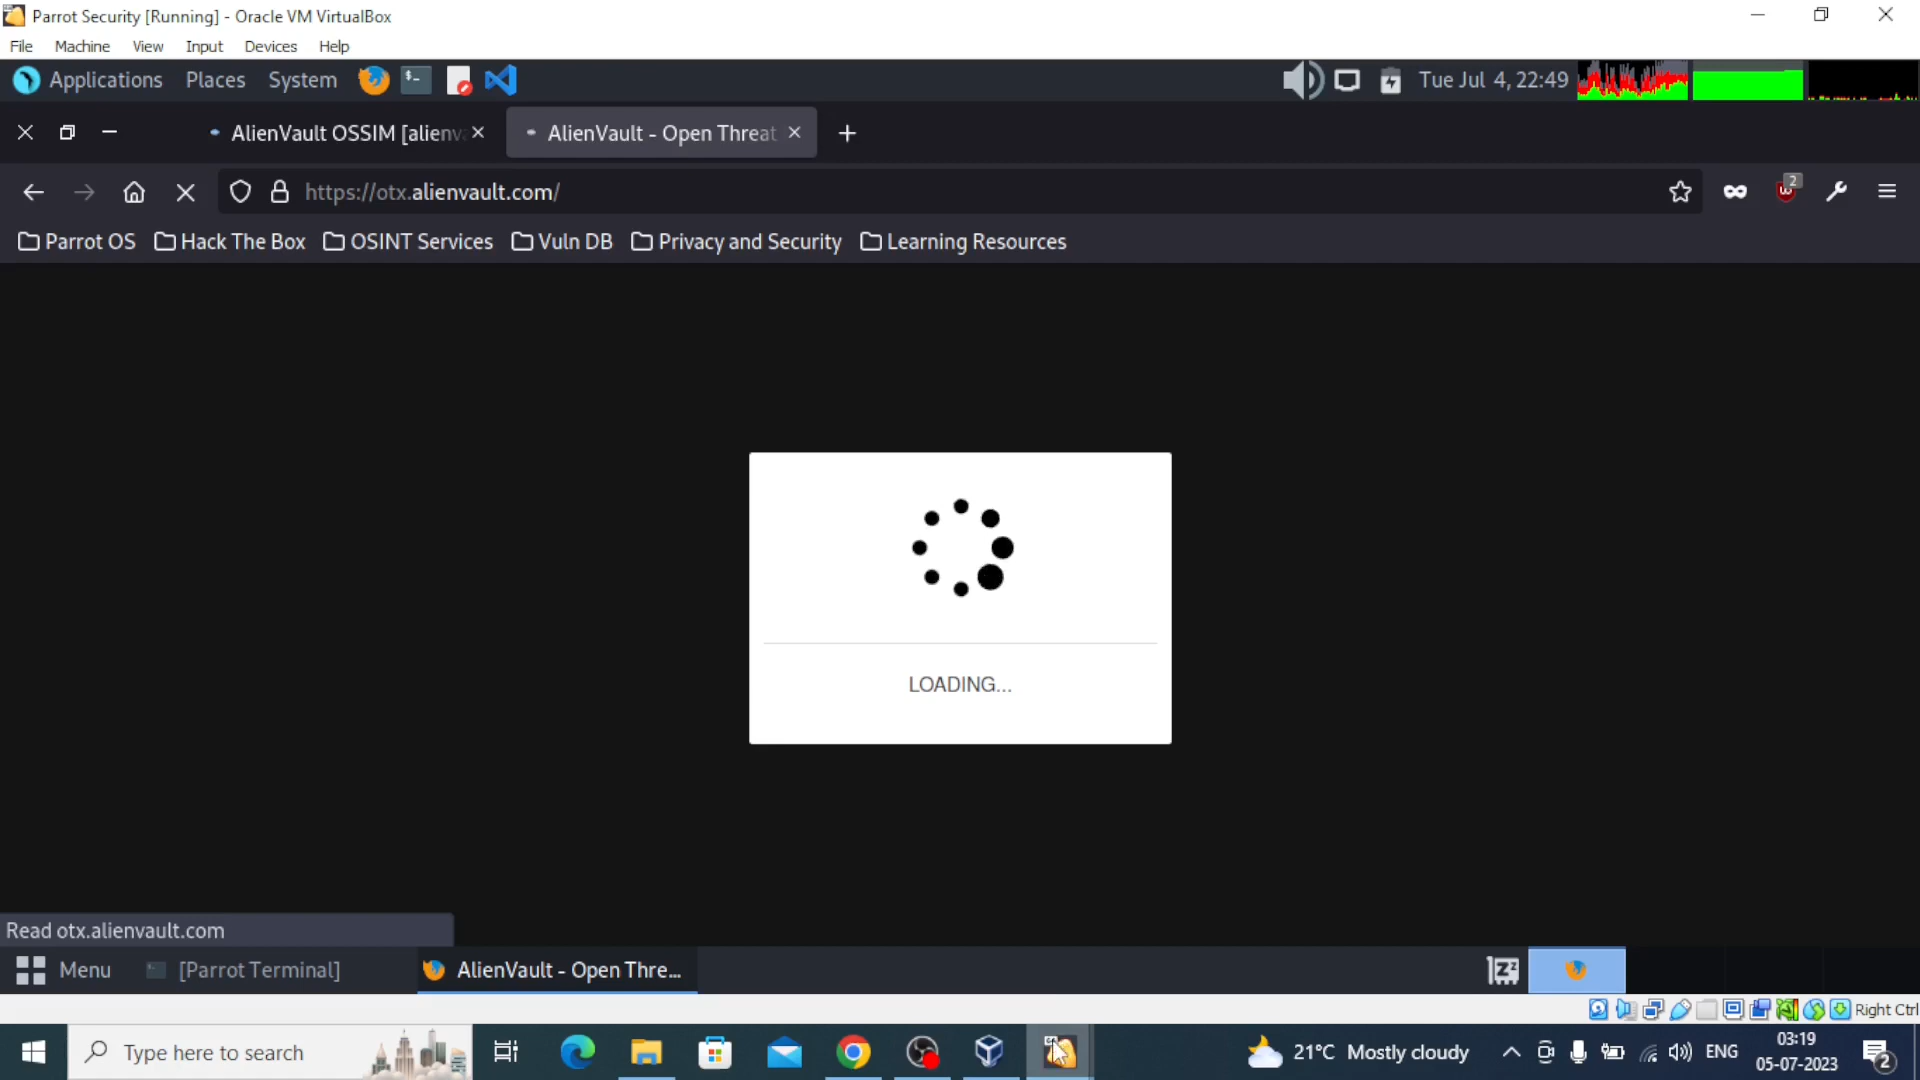 Parrot Security [Running] - Oracle VM VirtualBox
File Machine View Input Devices Help
Applications Places System Tue Jul 4, 22:49
AlienVault OSSIM [alienv AlienVault - Open Threat
https://otx.alienvault.com/ 2
Parrot OS Hack The Box OSINT Services Vuln DB Privacy and Security Learning Resources
LOADING...
Read otx.alienvault.com
Menu [Parrot Terminal] AlienVault - Open Thre...
Right Ctrl
Type here to search 21°C Mostly cloudy ENG 03:19
05-07-2023 2